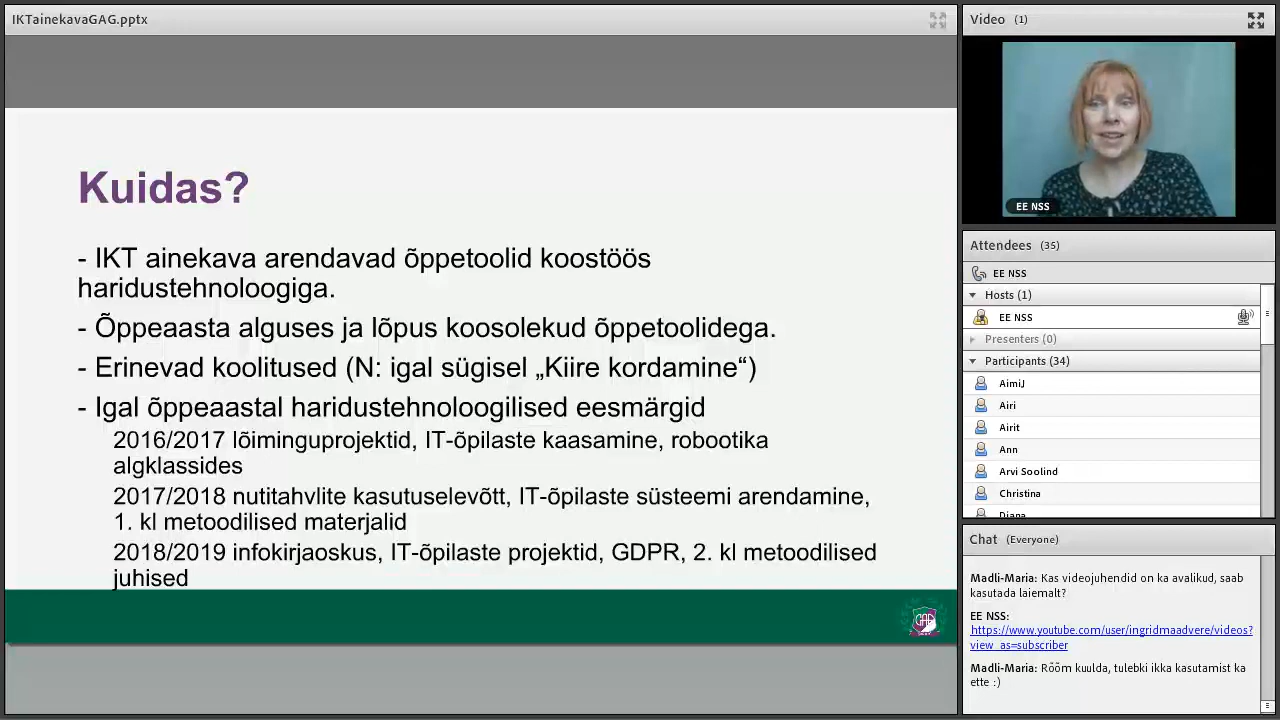 IKTainekavaGAG.pptx
Kuidas?
- IKT ainekava arendavad õppetoolid koostöös
haridustehnoloogiga.
- Õppeaasta alguses ja lõpus koosolekud õppetoolidega.
- Erinevad koolitused (N: igal sügisel „Kiire kordamine“)
- Igal õppeaastal haridustehnoloogilised eesmärgid
2016/2017 lõiminguprojektid, IT-õpilaste kaasamine, robootika
algklassides
2017/2018 nutitahvlite kasutuselevõtt, IT-õpilaste süsteemi arendamine,
1. kl metoodilised materjalid
2018/2019 infokirjaoskus, IT-õpilaste projektid, GDPR, 2. kl metoodilised
juhised
GAG
Video (1)
EE NSS
Attendees (35)
EE NSS
Hosts (1)
EE NSS
Presenters (0)
Participants (34)
AimiJ
Airi
Airit
Ann
Arvi Soolind
Christina
Diana
Chat (Everyone)
Madli-Maria: Kas videojuhendid on ka avalikud, saab
kasutada laiemalt?
EE NSS:
https://www.youtube.com/user/ingridmaadvere/videos?
view_as=subscriber
Madli-Maria: Rõõm kuulda, tulebki ikka kasutamist ka
ette :)